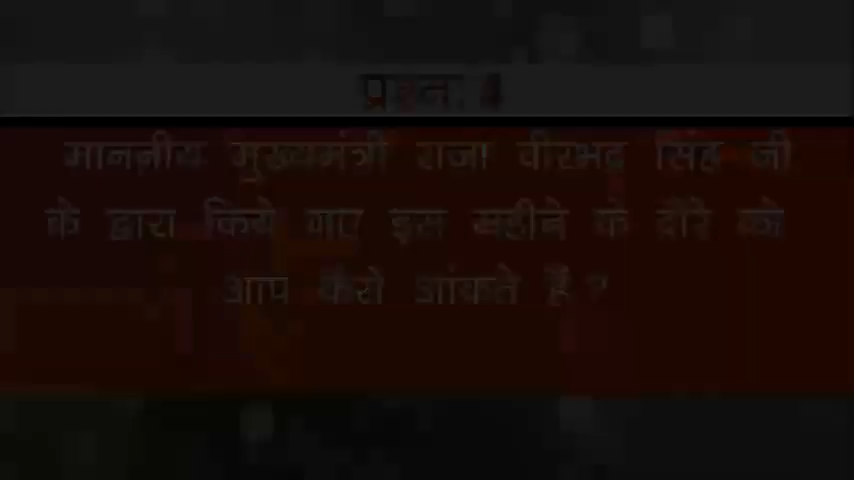 प्रश्न: 4
माननीय मुख्यमंत्री राजा वीरभद्र सिंह जी
के द्वारा किये गए इस महीने के दौरे को
आप कैसे आंकते हैं ?